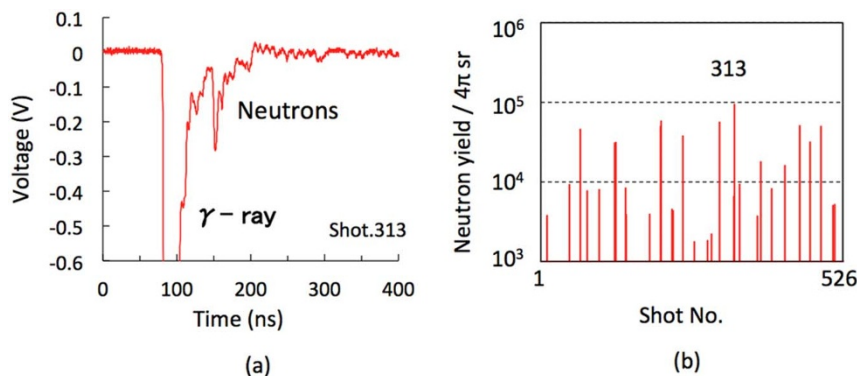 0.1
0
-0.1
-0.2
-0.3
-0.4
-0.5
-0.6
Voltage (V)
Neutrons
γ - ray
Shot.313
0 100 200 300 400
Time (ns)
(a)
10⁶
10⁵
10⁴
10³
Neutron yield / 4π sr
313
1 526
Shot No.
(b)